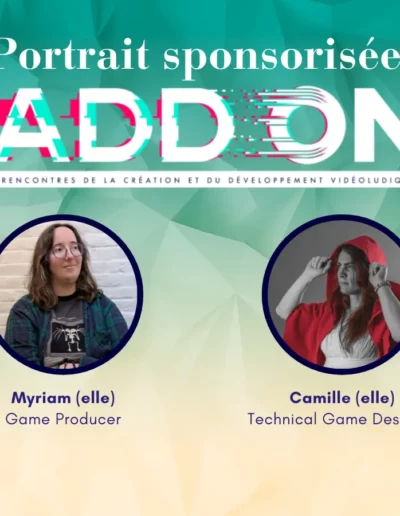 Portrait sponsorisée
ADD ON
RENCONTRES DE LA CRÉATION ET DU DÉVELOPPEMENT VIDÉOLUDIQ
Myriam (elle)
Game Producer
Camille (elle)
Technical Game Des